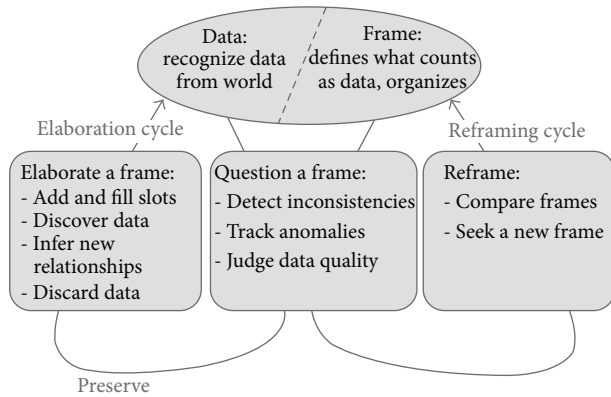 Data:
recognize data
from world
Frame:
defines what counts
as data, organizes
Elaboration cycle
Reframing cycle
Elaborate a frame:
- Add and fill slots
- Discover data
- Infer new
relationships
- Discard data
Question a frame:
- Detect inconsistencies
- Track anomalies
- Judge data quality
Reframe:
- Compare frames
- Seek a new frame
Preserve